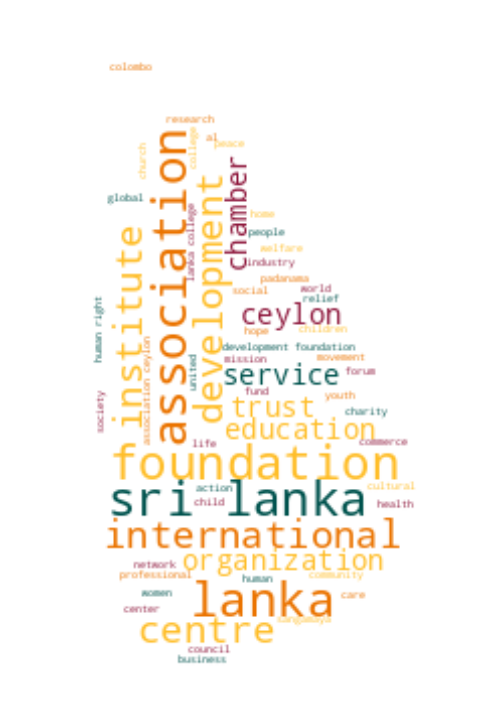 colombo
research
al
peace
college
church
association
development
chamber
global
lanka college
home
people
institute
welfare
industry
padanama
social
world
relief
human right
ceylon
hope
children
association ceylon
united
development foundation
mission
movement
service
forum
fund
youth
society
trust
charity
education
life
commerce
foundation
action
sri lanka
cultural
child
health
international
organization
network
professional
human
community
women
lanka
care
center
centre
council
business